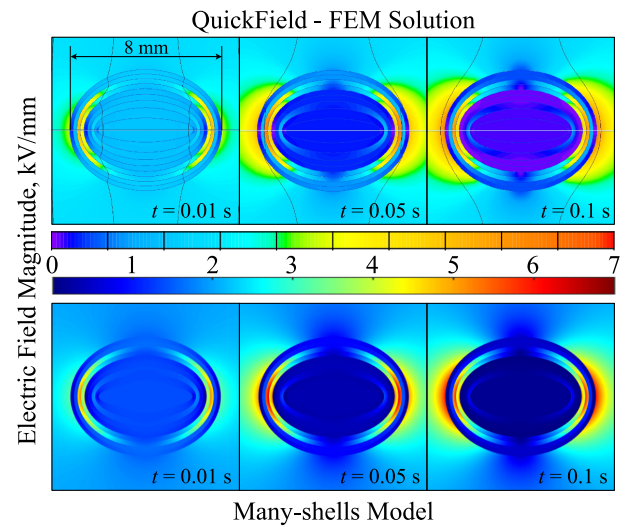 QuickField - FEM Solution
8 mm
t = 0.01 s
t = 0.05 s
t = 0.1 s
Electric Field Magnitude, kV/mm
0 1 2 3 4 5 6 7
t = 0.01 s
t = 0.05 s
t = 0.1 s
Many-shells Model